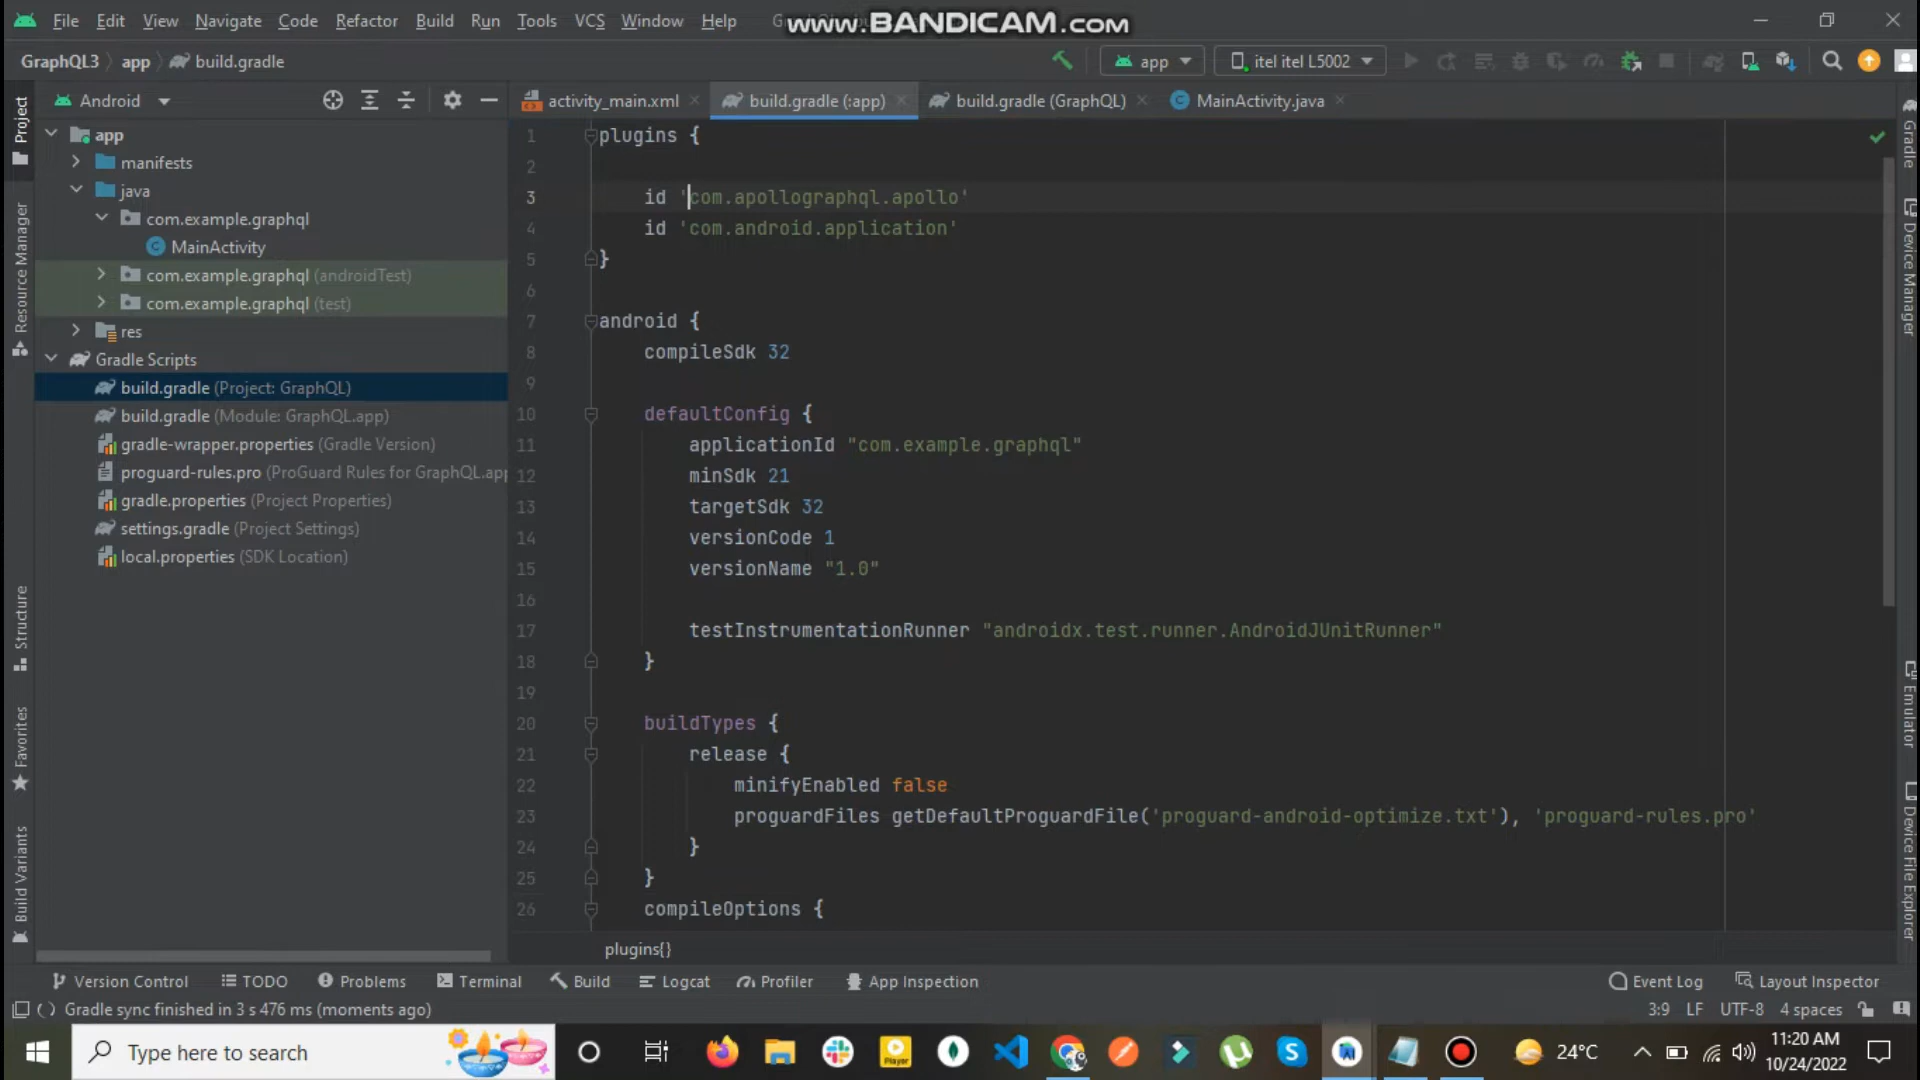 File Edit View Navigate Code Refactor Build Run Tools VCS Window Help
www.BANDICAM.com
GraphQL3 app build.gradle
app itel itel L5002
Android
activity_main.xml build.gradle (:app) build.gradle (GraphQL) MainActivity.java
Project
Resource Manager
Structure
Favorites
Build Variants
app
manifests
java
com.example.graphql
MainActivity
com.example.graphql (androidTest)
com.example.graphql (test)
res
Gradle Scripts
build.gradle (Project: GraphQL)
build.gradle (Module: GraphQL.app)
gradle-wrapper.properties (Gradle Version)
proguard-rules.pro (ProGuard Rules for GraphQL.app
gradle.properties (Project Properties)
settings.gradle (Project Settings)
local.properties (SDK Location)
1 plugins {
2
3 id 'com.apollographql.apollo'
4 id 'com.android.application'
5 }
6
7 android {
8 compileSdk 32
9
10 defaultConfig {
11 applicationId "com.example.graphql"
12 minSdk 21
13 targetSdk 32
14 versionCode 1
15 versionName "1.0"
16
17 testInstrumentationRunner "androidx.test.runner.AndroidJUnitRunner"
18 }
19
20 buildTypes {
21 release {
22 minifyEnabled false
23 proguardFiles getDefaultProguardFile('proguard-android-optimize.txt'), 'proguard-rules.pro'
24 }
25 }
26 compileOptions {
plugins{}
Gradle
Device Manager
Emulator
Device File Explorer
Version Control TODO Problems Terminal Build Logcat Profiler App Inspection Event Log Layout Inspector
Gradle sync finished in 3 s 476 ms (moments ago) 3:9 LF UTF-8 4 spaces
Type here to search
Player
24°C
11:20 AM
10/24/2022